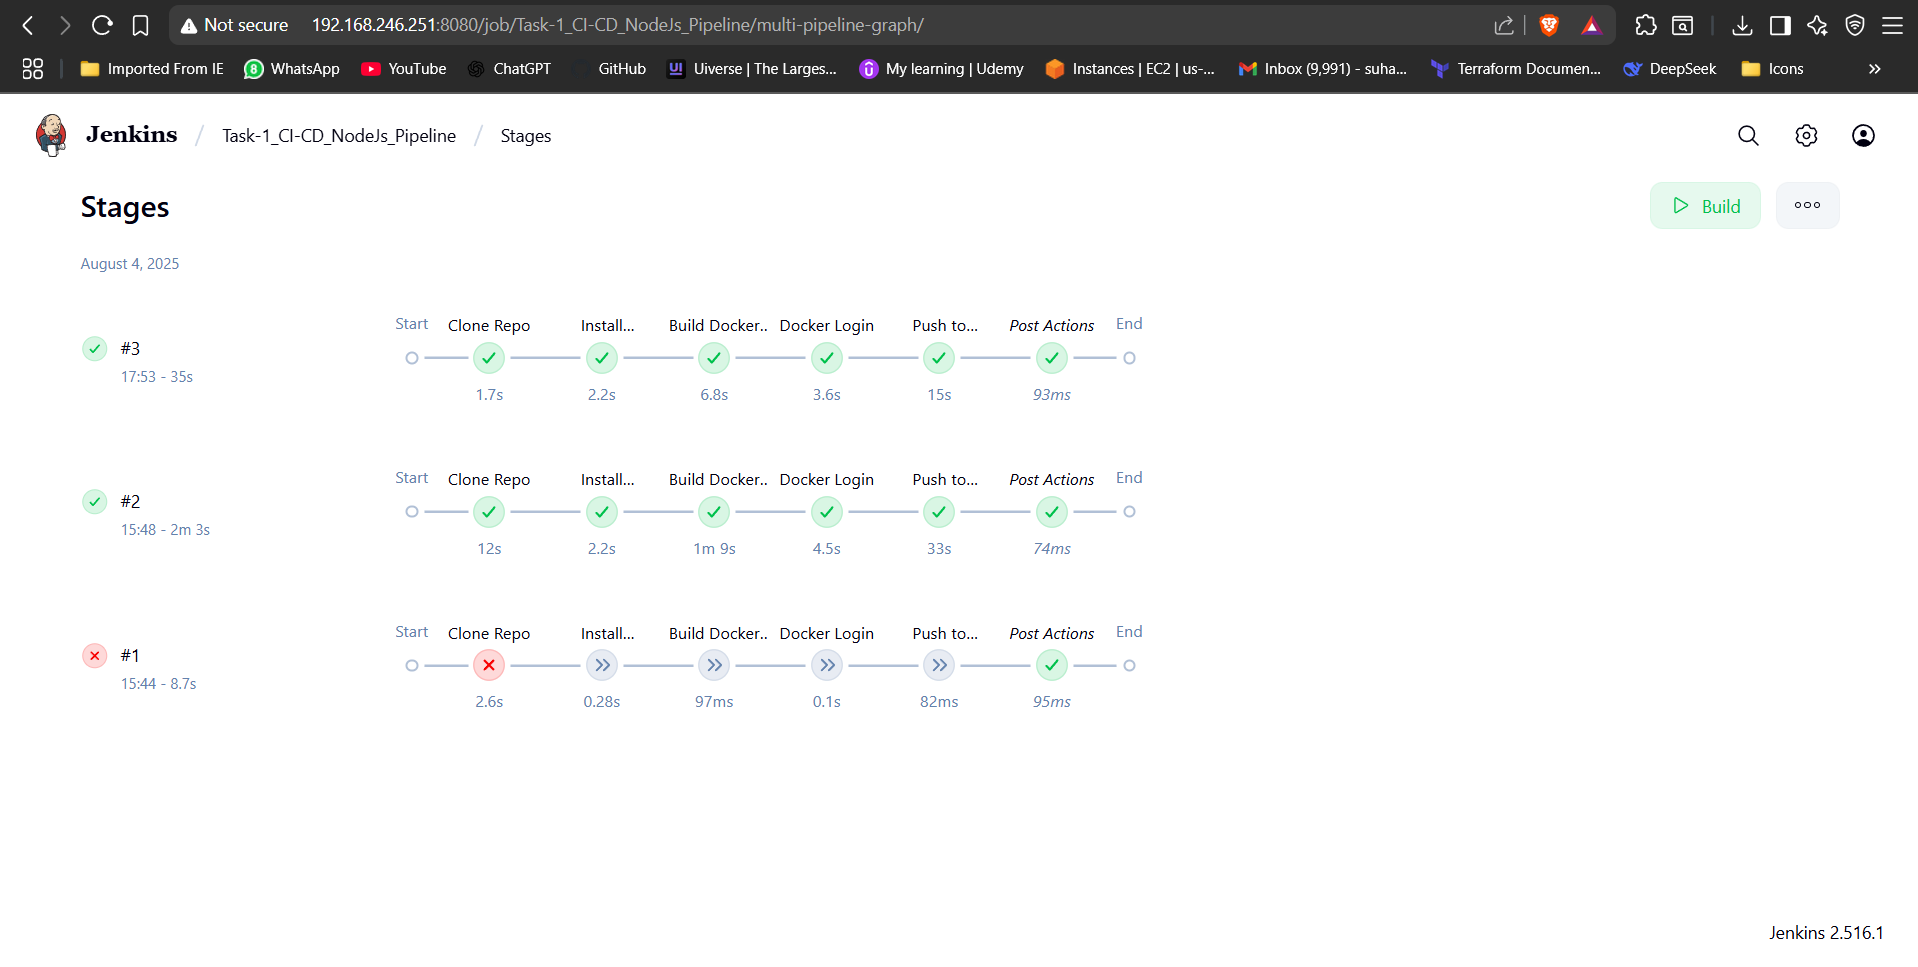 Not secure 192.168.246.251:8080/job/Task-1_CI-CD_NodeJs_Pipeline/multi-pipeline-graph/
Imported From IE 8 WhatsApp YouTube ChatGPT GitHub UI Uiverse | The Larges... My learning | Udemy Instances | EC2 | us-... Inbox (9,991) - suha... Terraform Documen... DeepSeek Icons »
Jenkins / Task-1_CI-CD_NodeJs_Pipeline / Stages
Stages
Build
August 4, 2025
Start Clone Repo Install... Build Docker.. Docker Login Push to... Post Actions End
#3
17:53 - 35s
1.7s 2.2s 6.8s 3.6s 15s 93ms
Start Clone Repo Install... Build Docker.. Docker Login Push to... Post Actions End
#2
15:48 - 2m 3s
12s 2.2s 1m 9s 4.5s 33s 74ms
Start Clone Repo Install... Build Docker.. Docker Login Push to... Post Actions End
#1
15:44 - 8.7s
2.6s 0.28s 97ms 0.1s 82ms 95ms
Jenkins 2.516.1